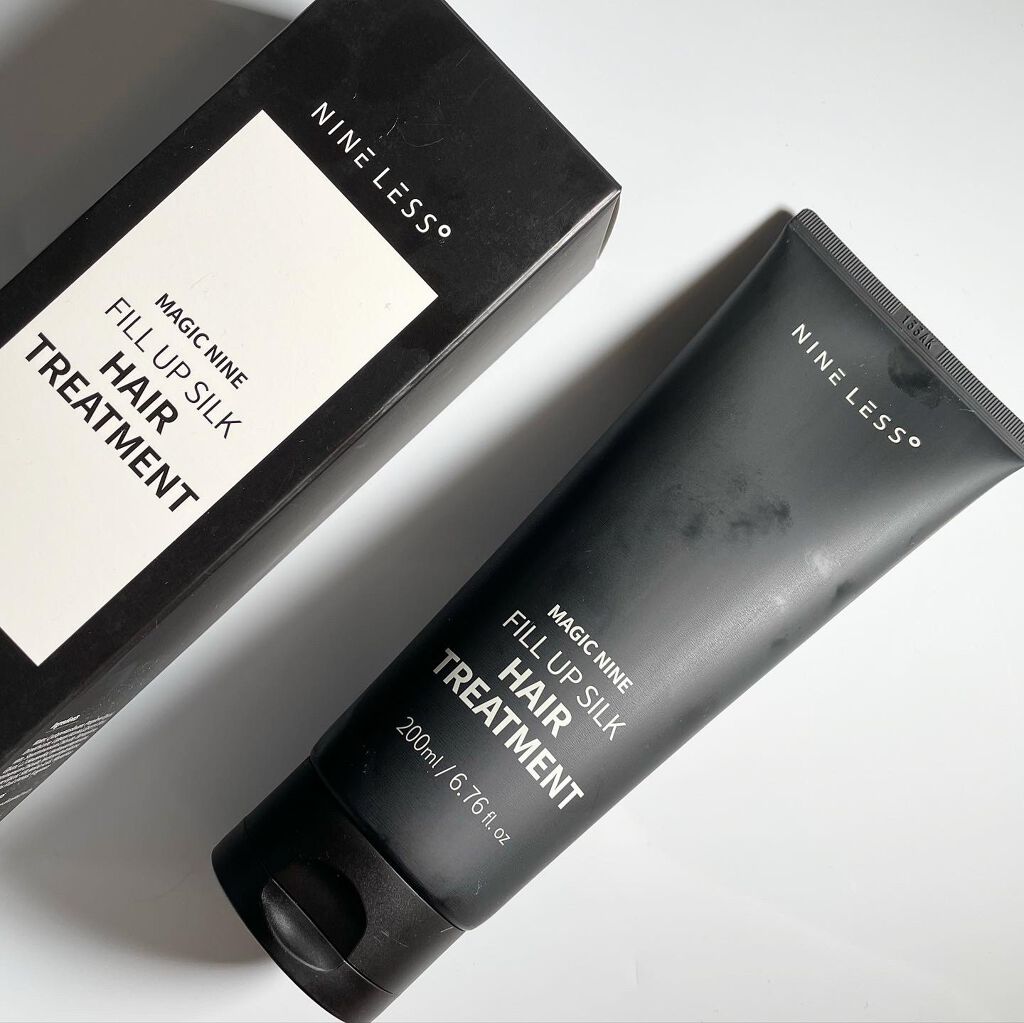 NINE LESS°
MAGIC NINE
FILL UP SILK
HAIR
TREATMENT
Ingredient
NINE LESS°
MAGIC NINE
FILL UP SILK
HAIR
TREATMENT
200ml / 6.76 fl. oz